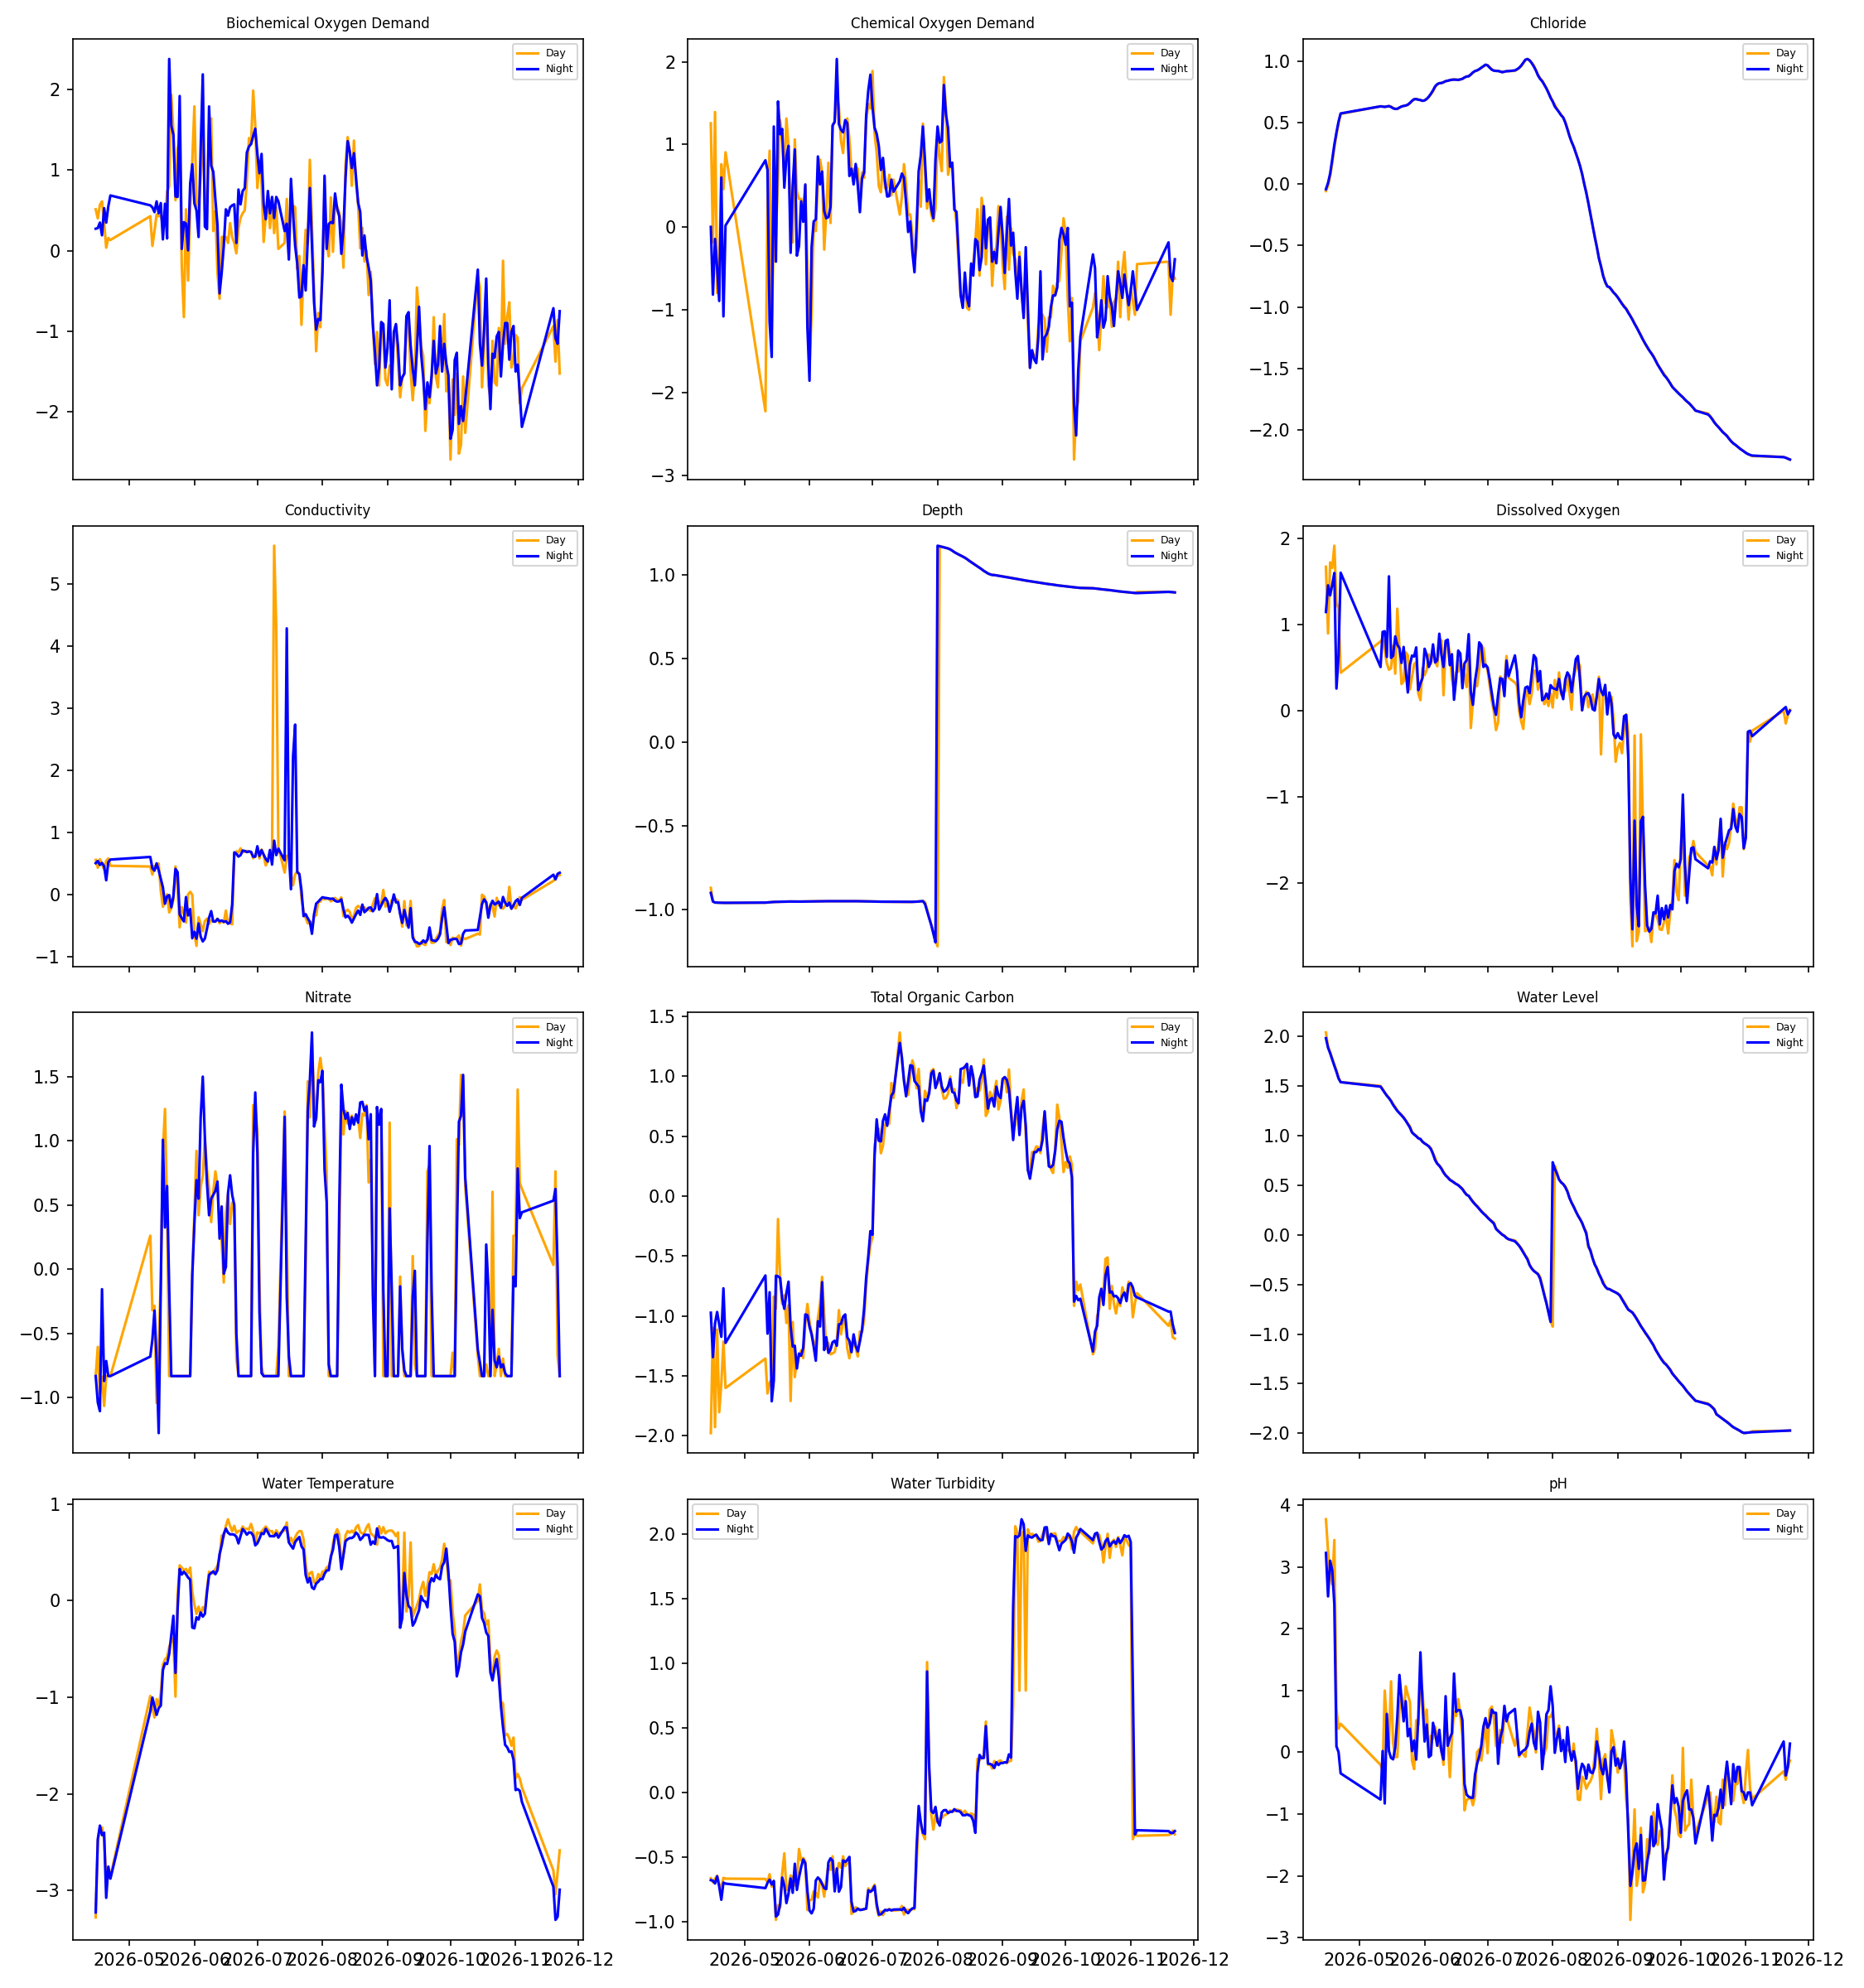 Biochemical Oxygen Demand
Day
Night
2
1
0
−1
−2
Chemical Oxygen Demand
Day
Night
2
1
0
−1
−2
−3
Chloride
Day
Night
1.0
0.5
0.0
−0.5
−1.0
−1.5
−2.0
Conductivity
Day
Night
5
4
3
2
1
0
−1
Depth
Day
Night
1.0
0.5
0.0
−0.5
−1.0
Dissolved Oxygen
Day
Night
2
1
0
−1
−2
Nitrate
Day
Night
1.5
1.0
0.5
0.0
−0.5
−1.0
Total Organic Carbon
Day
Night
1.5
1.0
0.5
0.0
−0.5
−1.0
−1.5
−2.0
Water Level
Day
Night
2.0
1.5
1.0
0.5
0.0
−0.5
−1.0
−1.5
−2.0
Water Temperature
Day
Night
1
0
−1
−2
−3
2026-05 2026-06 2026-07 2026-08 2026-09 2026-10 2026-11 2026-12
Water Turbidity
Day
Night
2.0
1.5
1.0
0.5
0.0
−0.5
−1.0
2026-05 2026-06 2026-07 2026-08 2026-09 2026-10 2026-11 2026-12
pH
Day
Night
4
3
2
1
0
−1
−2
−3
2026-05 2026-06 2026-07 2026-08 2026-09 2026-10 2026-11 2026-12